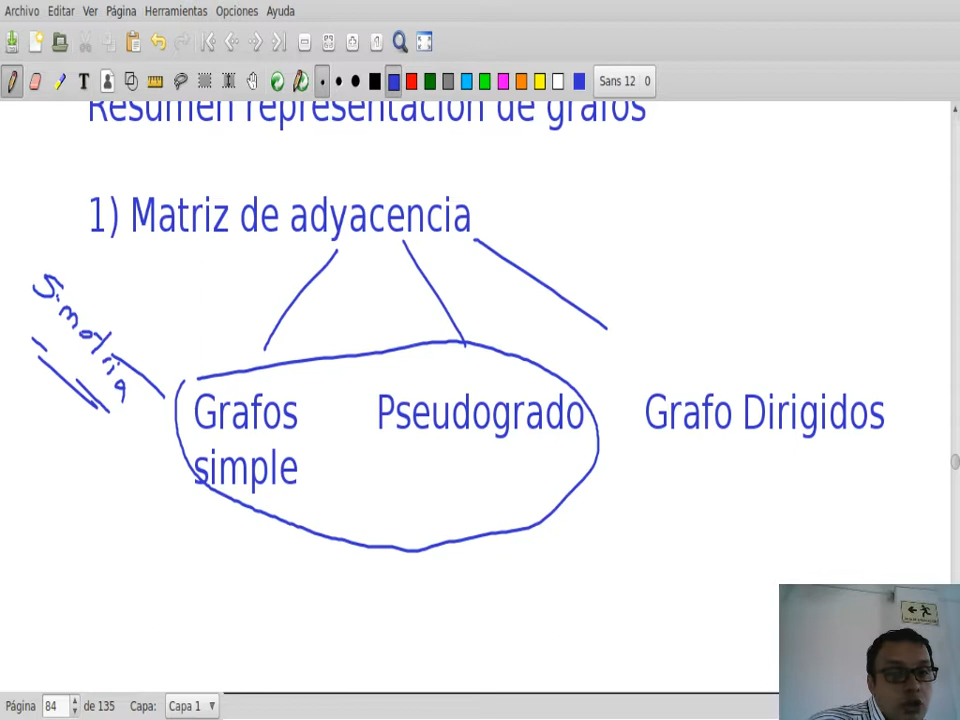 Archivo Editar Ver Página Herramientas Opciones Ayuda
Sans 12
Resumen representación de grafos
1) Matriz de adyacencia
Simetría
Grafos Pseudogrado Grafo Dirigidos
simple
Página 84 de 135 Capa: Capa 1